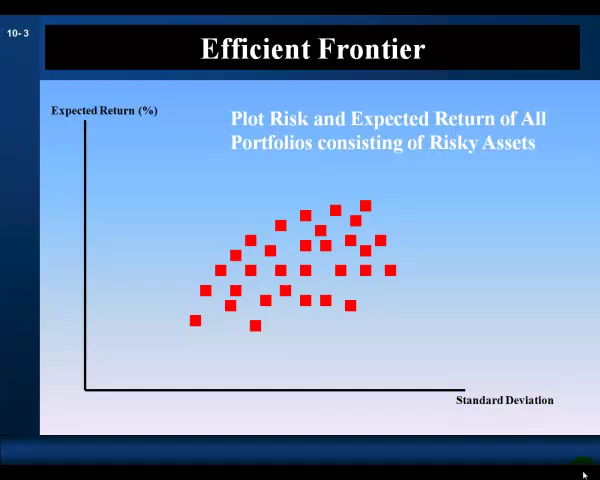 10- 3
Efficient Frontier
Expected Return (%)
Plot Risk and Expected Return of All
Portfolios consisting of Risky Assets
Standard Deviation